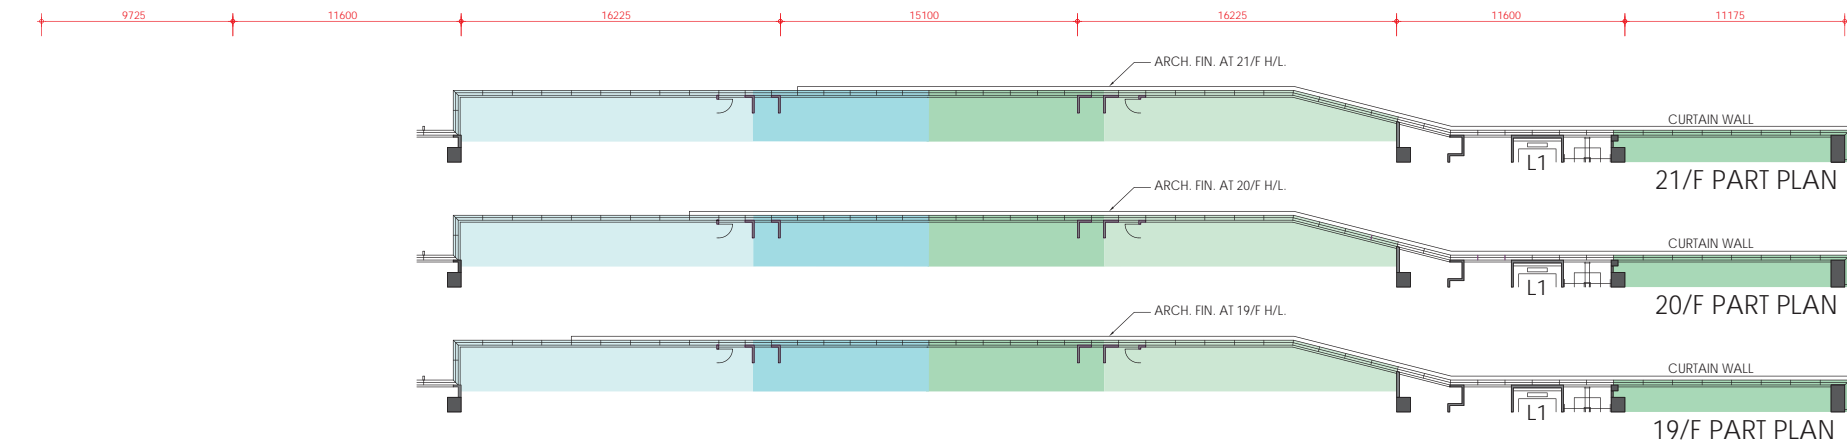 9725 11600 16225 15100 16225 11600 11175
ARCH. FIN. AT 21/F H/L.
CURTAIN WALL
L1
21/F PART PLAN
ARCH. FIN. AT 20/F H/L.
CURTAIN WALL
L1
20/F PART PLAN
ARCH. FIN. AT 19/F H/L.
CURTAIN WALL
L1
19/F PART PLAN